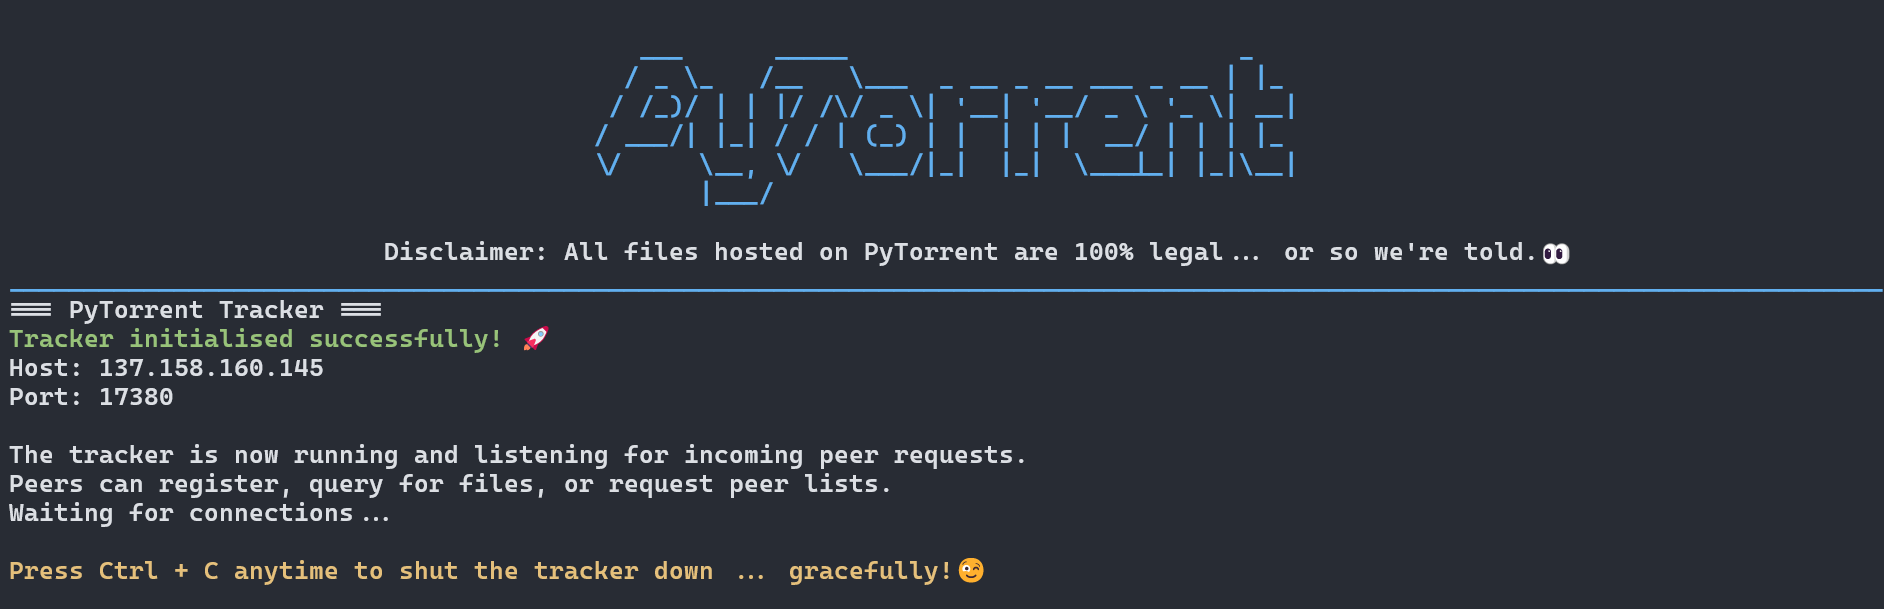 PyTorrent
Disclaimer: All files hosted on PyTorrent are 100% legal... or so we're told.👀
=== PyTorrent Tracker ===
Tracker initialised successfully! 🚀
Host: 137.158.160.145
Port: 17380
The tracker is now running and listening for incoming peer requests.
Peers can register, query for files, or request peer lists.
Waiting for connections...
Press Ctrl + C anytime to shut the tracker down ... gracefully!😉